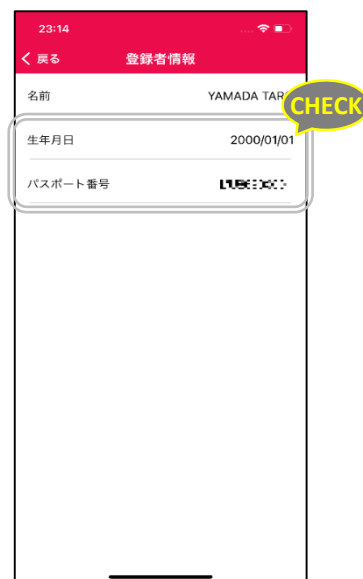 23:14
戻る 登録者情報
名前 YAMADA TAR
CHECK
生年月日 2000/01/01
パスポート番号